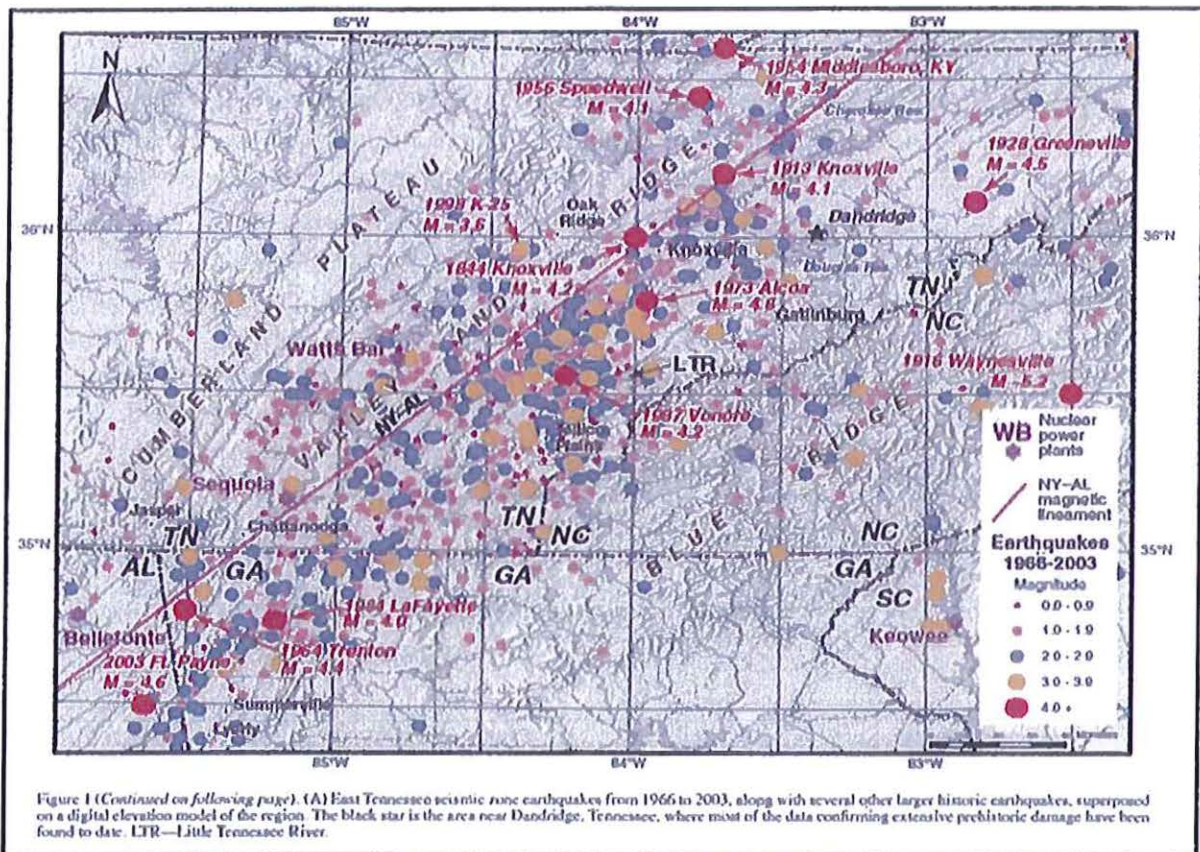 85°W 84°W 83°W
N
1954 Middlesboro, KY
M = 4.3
1956 Speedwell
M = 4.1
Cherokee Res.
1928 Greeneville
M = 4.5
1913 Knoxville
M = 4.1
PLATEAU
RIDGE
Oak
Ridge
M = 3.6
Dandridge
36°N 36°N
Knoxville
Douglas Res.
1844 Knoxville
M = 4.2
1973 Alcoa
M = 4.6
TN
NC
Gatlinburg
CUMBERLAND
AND
Watts Bar
LTR
1916 Waynesville
M = 5.2
VALLEY
NY-AL
1987 Vonore
M = 4.2
RIDGE
Sequoia
Jasper
Chattanooga
TN
TN
NC
BLUE
NC
35°N 35°N
AL
GA
GA
GA
SC
Keowee
Bellefonte
LaFayette
M = 4.0
1964 Trenton
M = 4.4
2003 Ft. Payne
M = 4.6
Summerville
WB Nuclear
power
plants
NY–AL
magnetic
lineament
Earthquakes
1966-2003
Magnitude
0.0 - 0.9
1.0 - 1.9
2.0 - 2.9
3.0 - 3.9
4.0 +
85°W 84°W 83°W
Figure 1 (Continued on following page). (A) East Tennessee seismic zone earthquakes from 1966 to 2003, along with several other larger historic earthquakes, superposed
on a digital elevation model of the region. The black star is the area near Dandridge, Tennessee, where most of the data confirming extensive prehistoric damage have been
found to date. LTR—Little Tennessee River.